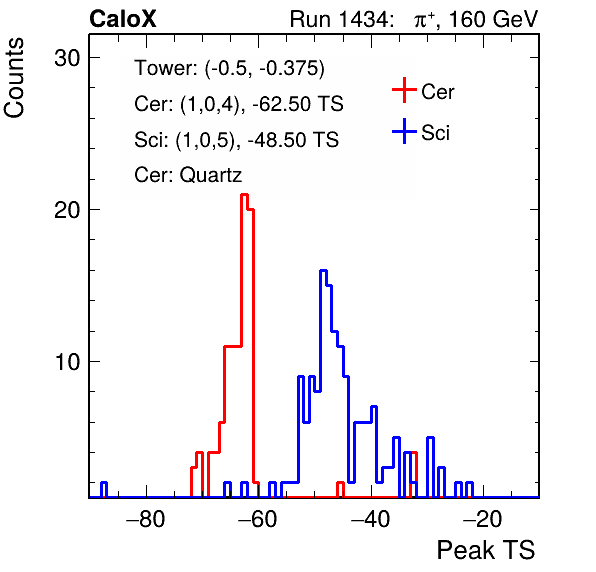 CaloX Run 1434: π⁺, 160 GeV
Counts
Tower: (-0.5, -0.375)
Cer: (1,0,4), -62.50 TS
Sci: (1,0,5), -48.50 TS
Cer: Quartz
Cer
Sci
30
20
10
−80 −60 −40 −20
Peak TS